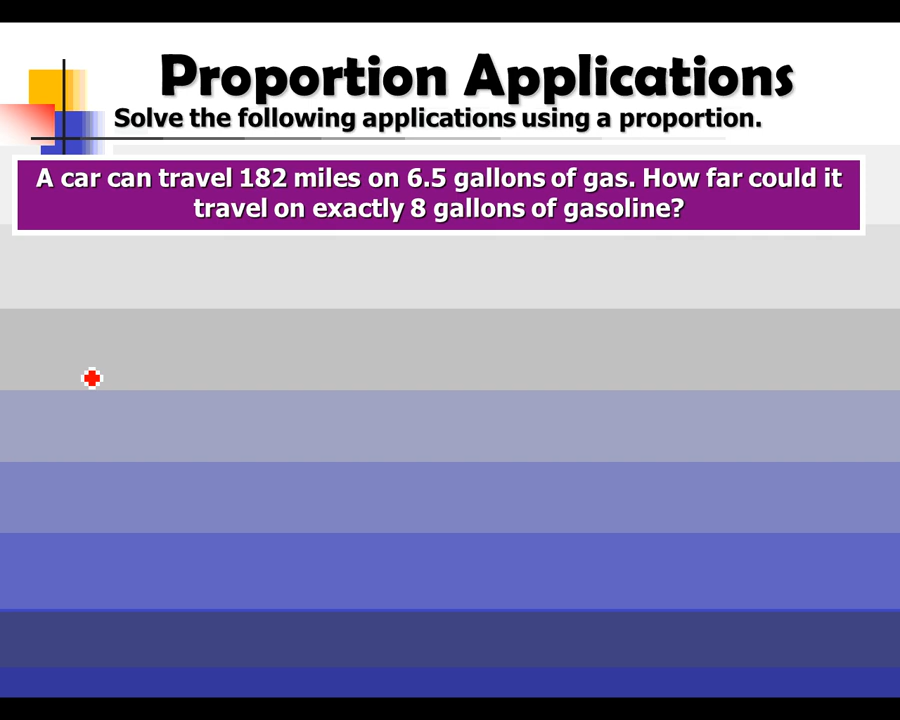 Proportion Applications
Solve the following applications using a proportion.
A car can travel 182 miles on 6.5 gallons of gas. How far could it
travel on exactly 8 gallons of gasoline?